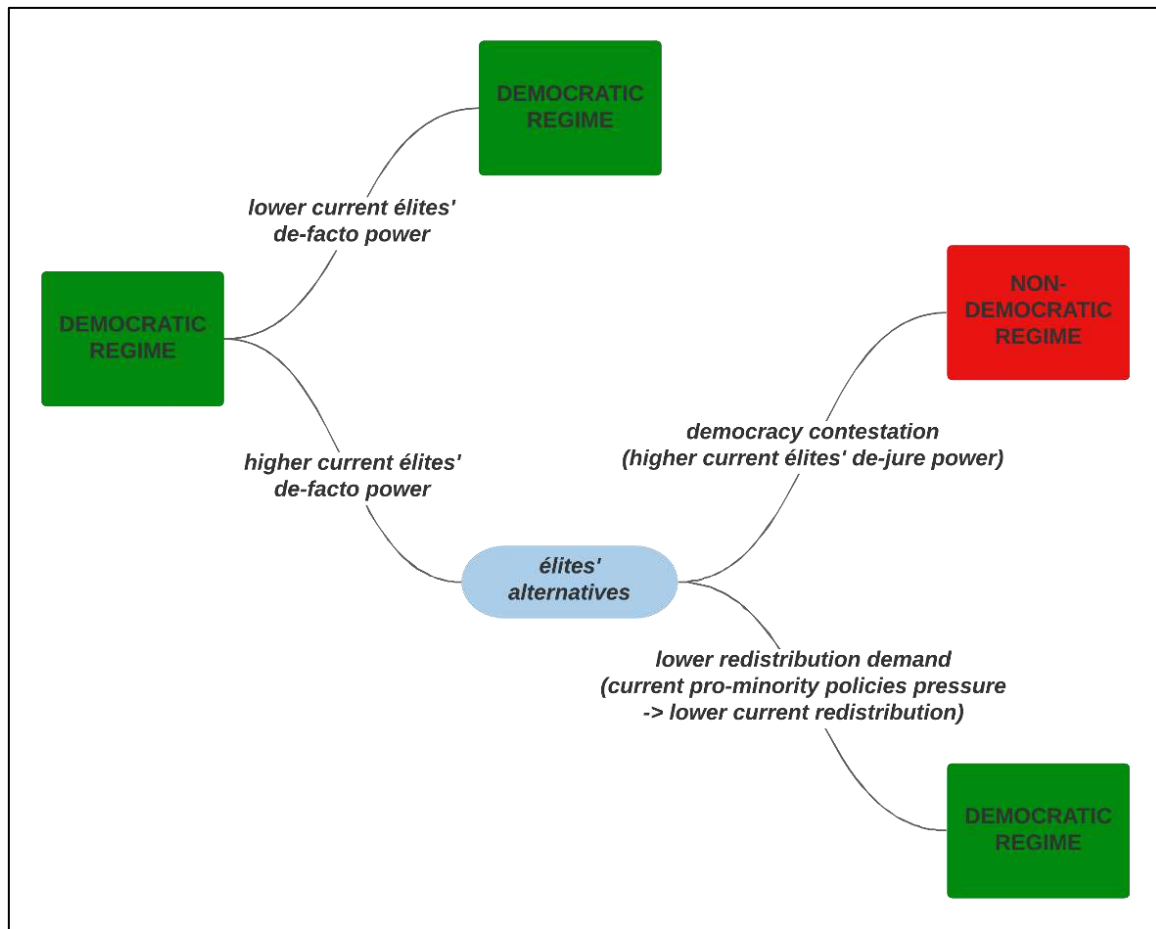 DEMOCRATIC
REGIME
lower current élites'
de-facto power
DEMOCRATIC
REGIME
higher current élites'
de-facto power
élites'
alternatives
NON-
DEMOCRATIC
REGIME
democracy contestation
(higher current élites' de-jure power)
lower redistribution demand
(current pro-minority policies pressure
-> lower current redistribution)
DEMOCRATIC
REGIME